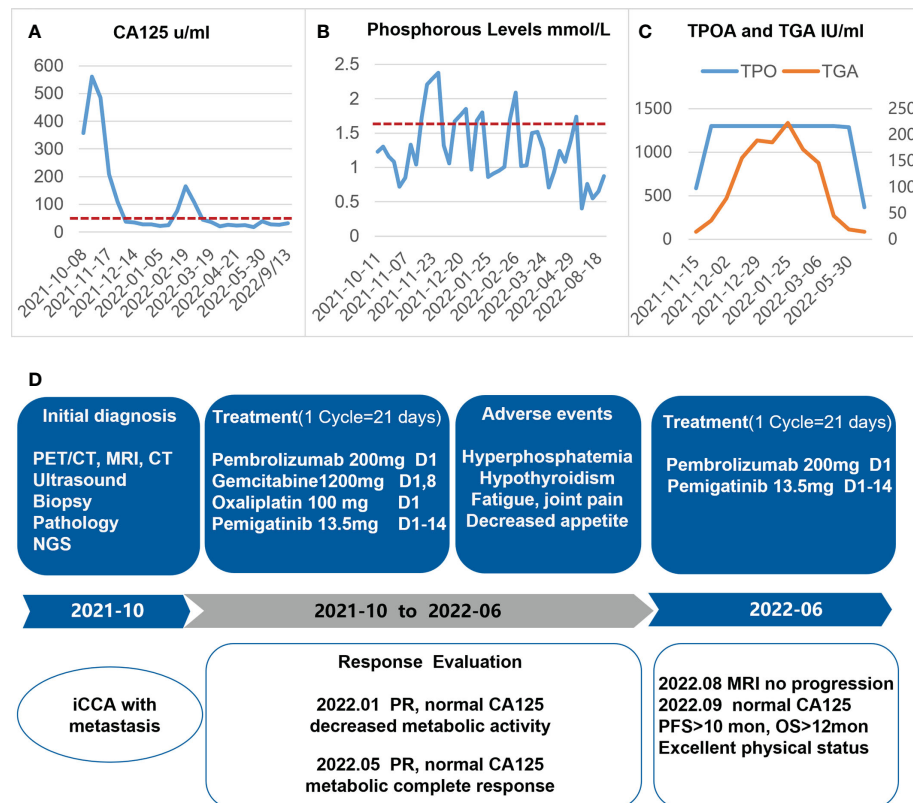 A
CA125 u/ml
600
500
400
300
200
100
50
0
2021-10-08
2021-11-17
2021-12-14
2022-01-05
2022-02-19
2022-03-19
2022-04-21
2022-05-30
2022/9/13
B
Phosphorous Levels mmol/L
2.5
2
1.5
1
0.5
0
2021-10-11
2021-11-07
2021-11-23
2021-12-20
2022-01-25
2022-02-26
2022-03-24
2022-04-29
2022-08-18
C
TPOA and TGA IU/ml
TPO
TGA
1500
1000
500
0
250
200
150
100
50
0
2021-11-15
2021-12-02
2021-12-29
2022-01-25
2022-03-06
2022-05-30
D
Initial diagnosis
PET/CT, MRI, CT
Ultrasound
Biopsy
Pathology
NGS
Treatment(1 Cycle=21 days)
Pembrolizumab 200mg D1
Gemcitabine1200mg D1,8
Oxaliplatin 100 mg D1
Pemigatinib 13.5mg D1-14
Adverse events
Hyperphosphatemia
Hypothyroidism
Fatigue, joint pain
Decreased appetite
Treatment(1 Cycle=21 days)
Pembrolizumab 200mg D1
Pemigatinib 13.5mg D1-14
2021-10
2021-10 to 2022-06
2022-06
iCCA with
metastasis
Response Evaluation
2022.01 PR, normal CA125
decreased metabolic activity
2022.05 PR, normal CA125
metabolic complete response
2022.08 MRI no progression
2022.09 normal CA125
PFS>10 mon, OS>12mon
Excellent physical status